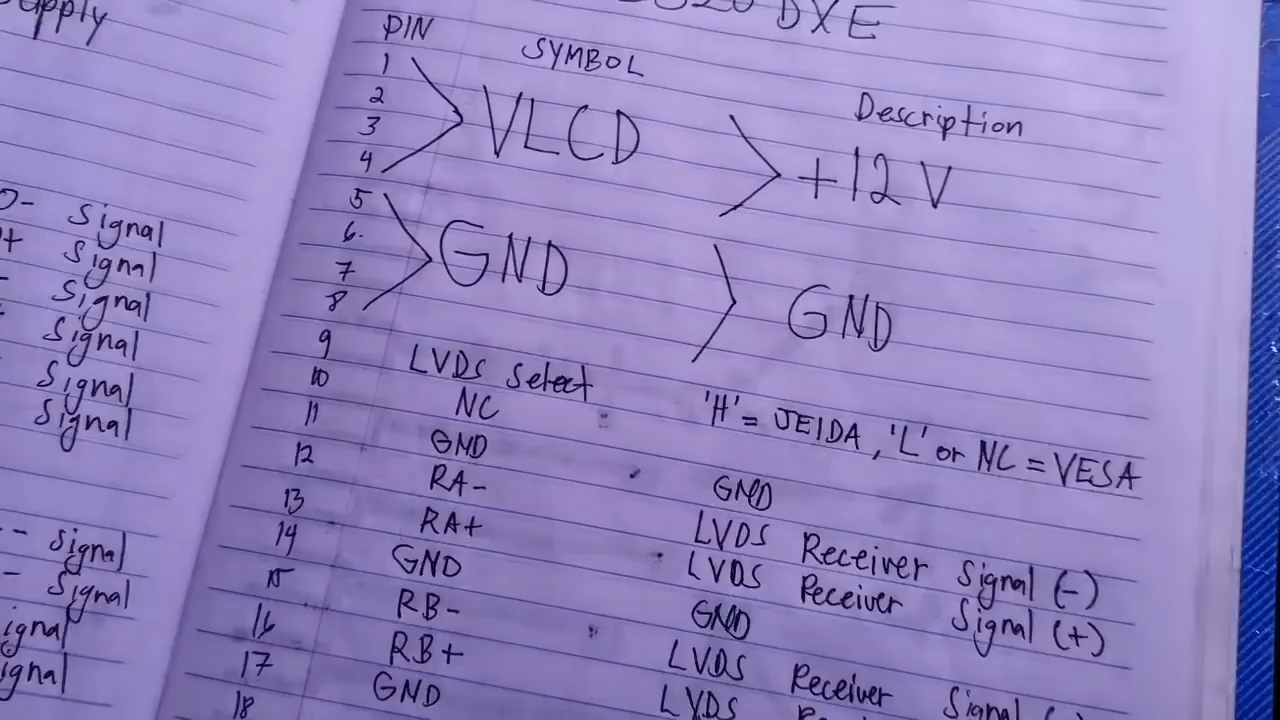 DXE
PIN SYMBOL Description
1
2
3
4
VLCD +12V
5
6.
7
8
GND GND
9 LVDS Select 'H' = JEIDA, 'L' or NC = VESA
10 NC
11 GND GND
12 RA- LVDS Receiver Signal (-)
13 RA+ LVDS Receiver Signal (+)
14 GND GND
15 RB- LVDS Receiver Signal
16 RB+ LVDS
17 GND
18
Signal
Signal
Signal
Signal
Signal
Signal
Signal
Signal